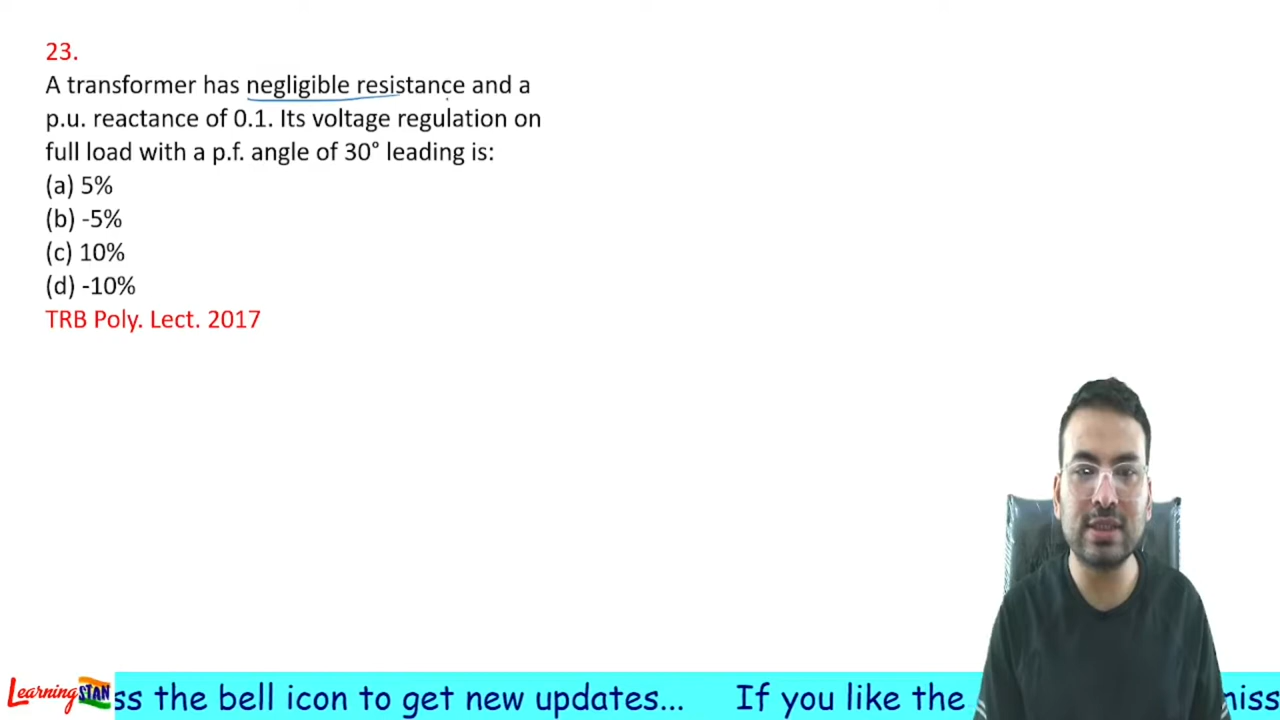 23.
A transformer has negligible resistance and a
p.u. reactance of 0.1. Its voltage regulation on
full load with a p.f. angle of 30° leading is:
(a) 5%
(b) -5%
(c) 10%
(d) -10%
TRB Poly. Lect. 2017
LearningSTAN
ss the bell icon to get new updates... If you like the
miss